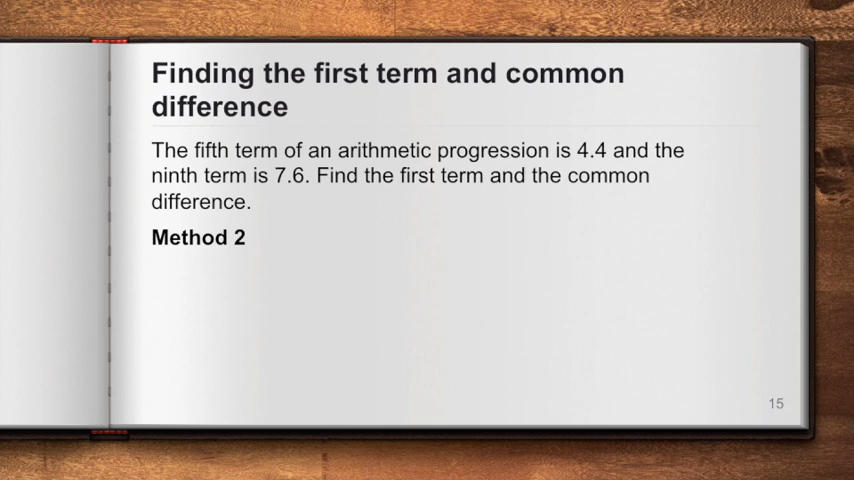 Finding the first term and common
difference
The fifth term of an arithmetic progression is 4.4 and the
ninth term is 7.6. Find the first term and the common
difference.
Method 2
15